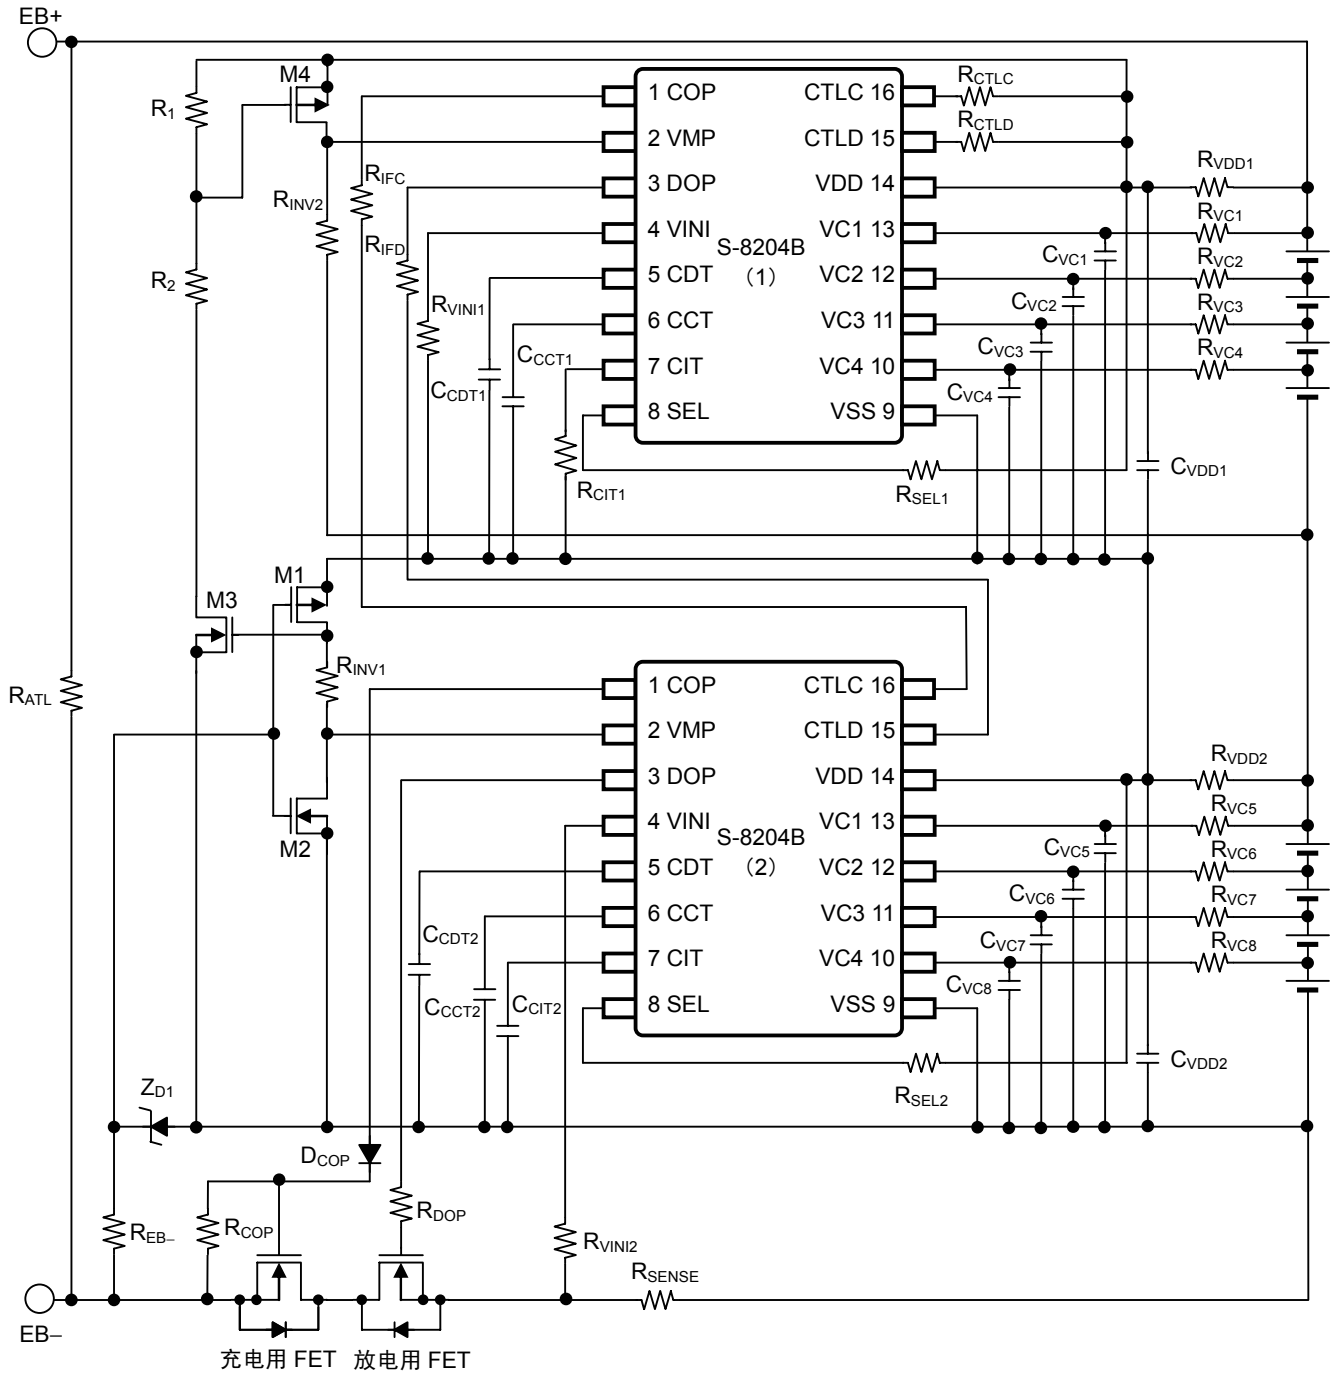 EB+
M4
R1
RINV2
R2
RIFC
RIFD
RVINI1
CCDT1
CCCT1
RCIT1
1 COP
2 VMP
3 DOP
4 VINI
5 CDT
6 CCT
7 CIT
8 SEL
S-8204B
（1）
CTLC 16
CTLD 15
VDD 14
VC1 13
VC2 12
VC3 11
VC4 10
VSS 9
RCTLC
RCTLD
RVDD1
RVC1
RVC2
RVC3
RVC4
CVC1
CVC2
CVC3
CVC4
RSEL1
CVDD1
M1
M3
RINV1
RATL
M2
1 COP
2 VMP
3 DOP
4 VINI
5 CDT
6 CCT
7 CIT
8 SEL
S-8204B
（2）
CTLC 16
CTLD 15
VDD 14
VC1 13
VC2 12
VC3 11
VC4 10
VSS 9
RVDD2
RVC5
RVC6
RVC7
RVC8
CVC5
CVC6
CVC7
CVC8
CCDT2
CCCT2
CCIT2
RSEL2
CVDD2
ZD1
DCOP
REB–
RCOP
RDOP
RVINI2
RSENSE
EB–
充电用 FET
放电用 FET